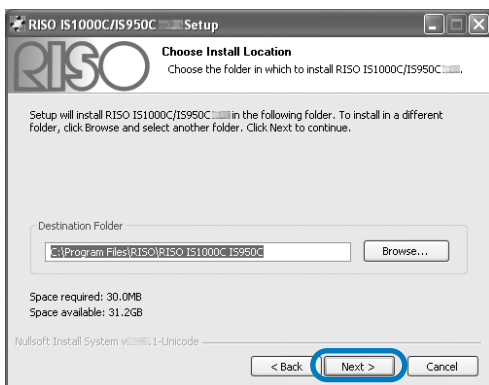 RISO IS1000C/IS950C Setup
RISO
Choose Install Location
Choose the folder in which to install RISO IS1000C/IS950C .
Setup will install RISO IS1000C/IS950C in the following folder. To install in a different
folder, click Browse and select another folder. Click Next to continue.
Destination Folder
C:\Program Files\RISO\RISO IS1000C IS950C
Browse...
Space required: 30.0MB
Space available: 31.2GB
Nullsoft Install System v .1-Unicode
< Back Next > Cancel